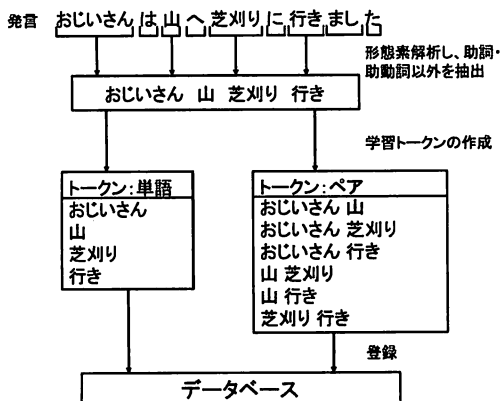 発言 おじいさん は 山 へ 芝刈り に 行き まし た
形態素解析し、助詞・
助動詞以外を抽出
おじいさん 山 芝刈り 行き
学習トークンの作成
トークン:単語
おじいさん
山
芝刈り
行き
トークン:ペア
おじいさん 山
おじいさん 芝刈り
おじいさん 行き
山 芝刈り
山 行き
芝刈り 行き
登録
データベース